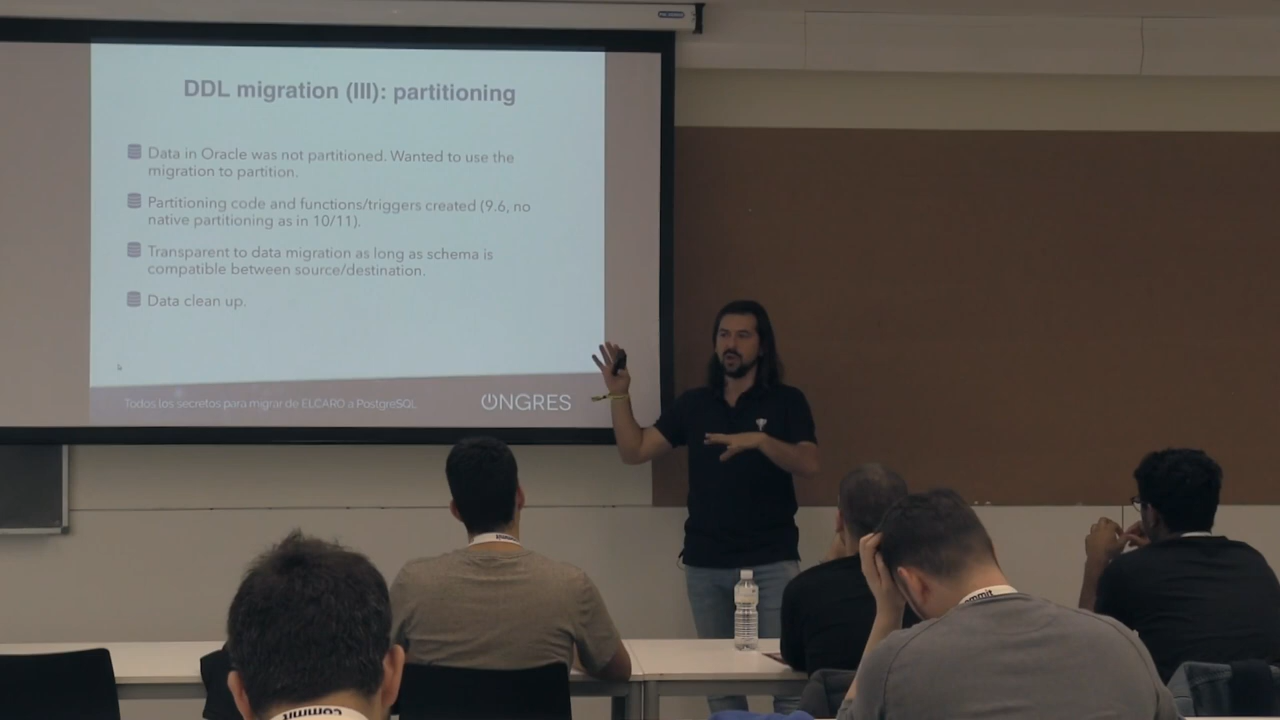 DDL migration (III): partitioning
Data in Oracle was not partitioned. Wanted to use the
migration to partition.
Partitioning code and functions/triggers created (9.6, no
native partitioning as in 10/11).
Transparent to data migration as long as schema is
compatible between source/destination.
Data clean up.
Todos los secretos para migrar de ELCARO a PostgreSQL
ONGRES
commit